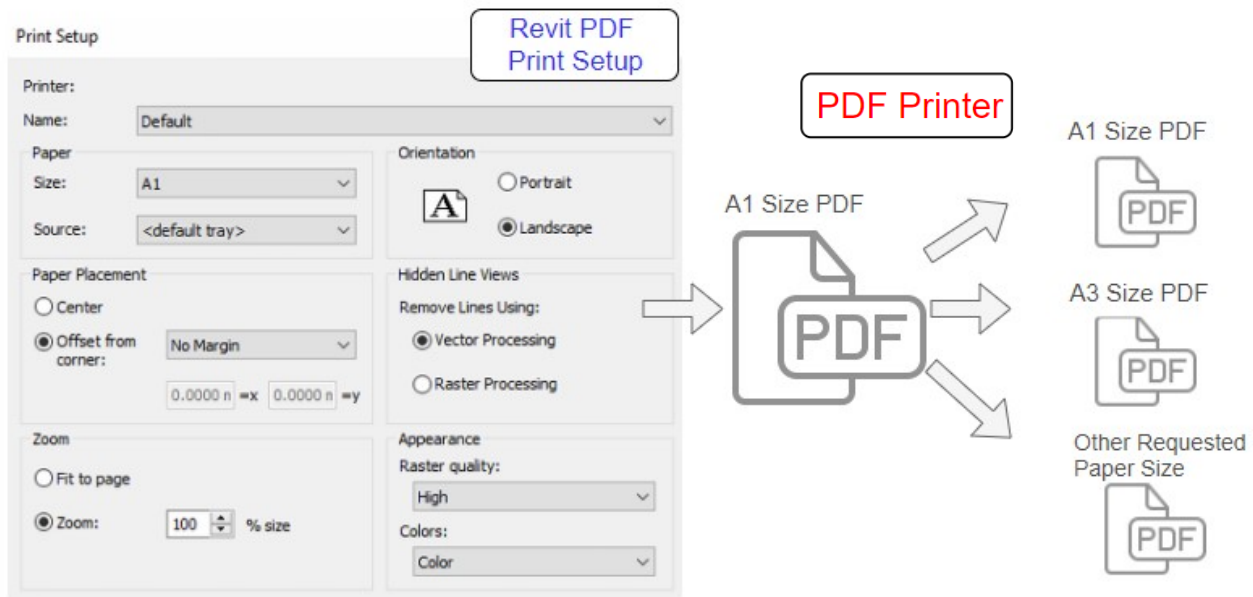 Print Setup
Revit PDF
Print Setup
Printer:
Name:
Default
Paper
Size:
A1
Source:
<default tray>
Orientation
A
Portrait
Landscape
Paper Placement
Center
Offset from
corner:
No Margin
0.0000 n =x 0.0000 n =y
Hidden Line Views
Remove Lines Using:
Vector Processing
Raster Processing
Zoom
Fit to page
Zoom:
100 % size
Appearance
Raster quality:
High
Colors:
Color
PDF Printer
A1 Size PDF
PDF
A1 Size PDF
PDF
A3 Size PDF
PDF
Other Requested
Paper Size
PDF